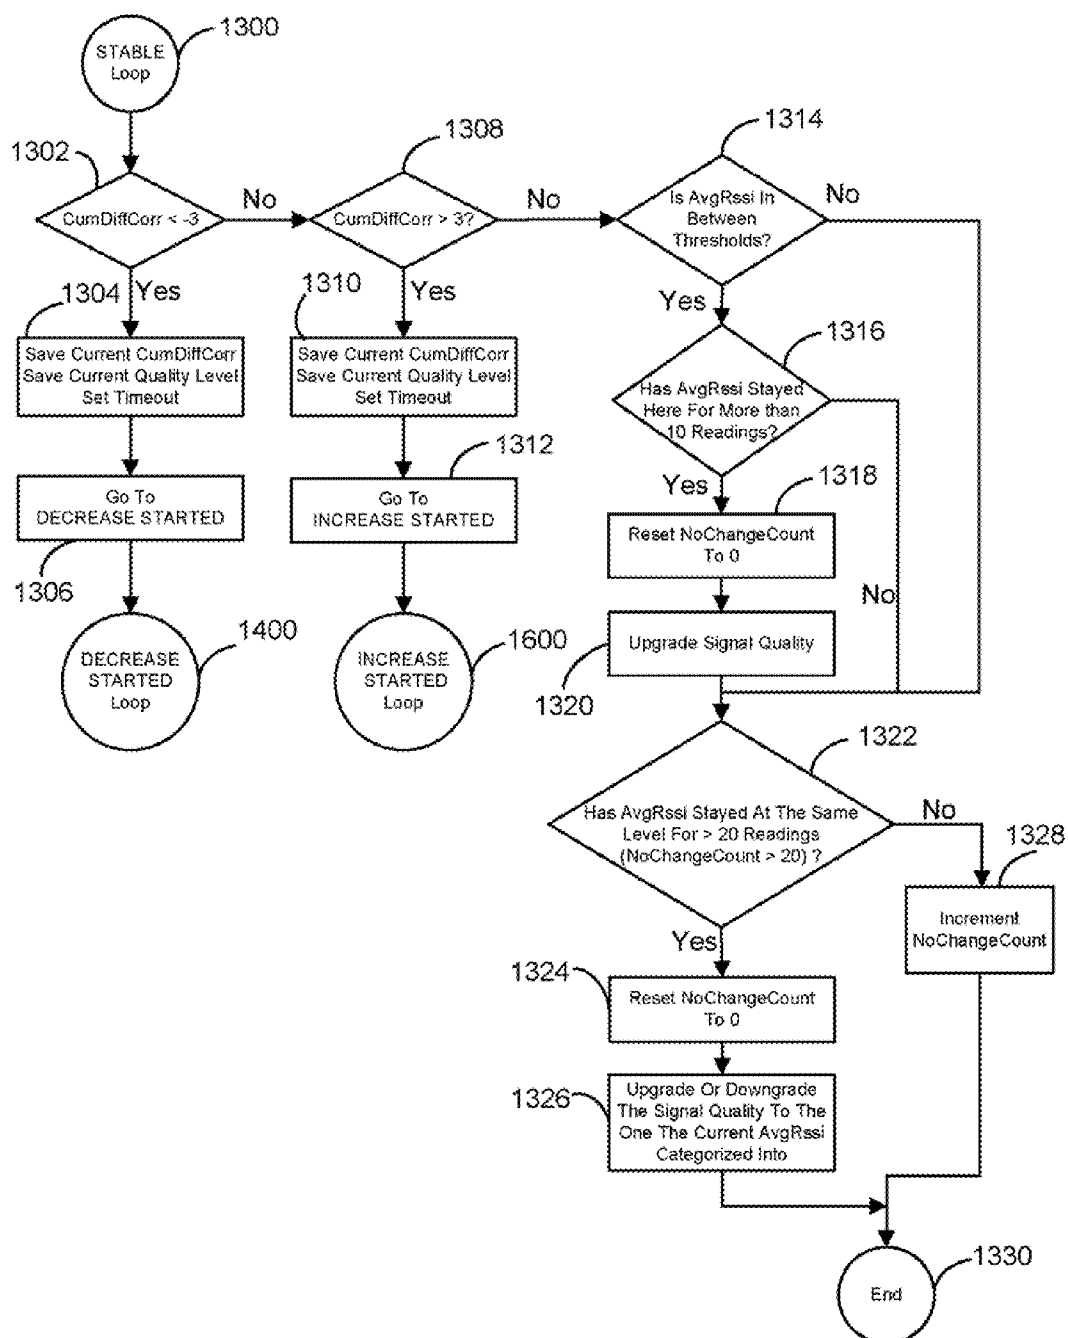 1300
STABLE
Loop
1302
CumDiffCorr < -3
No
1308
CumDiffCorr > 3?
No
1314
Is AvgRssi In
Between
Thresholds?
No
Yes
1304
Save Current CumDiffCorr
Save Current Quality Level
Set Timeout
Yes
1310
Save Current CumDiffCorr
Save Current Quality Level
Set Timeout
Yes
1316
Has AvgRssi Stayed
Here For More than
10 Readings?
Go To
DECREASE STARTED
1306
1312
Go To
INCREASE STARTED
Yes
1318
Reset NoChangeCount
To 0
No
DECREASE
STARTED
Loop
1400
INCREASE
STARTED
Loop
1600
Upgrade Signal Quality
1320
1322
Has AvgRssi Stayed At The Same
Level For > 20 Readings
(NoChangeCount > 20) ?
No
1328
Increment
NoChangeCount
Yes
1324
Reset NoChangeCount
To 0
1326
Upgrade Or Downgrade
The Signal Quality To The
One The Current AvgRssi
Categorized Into
1330
End